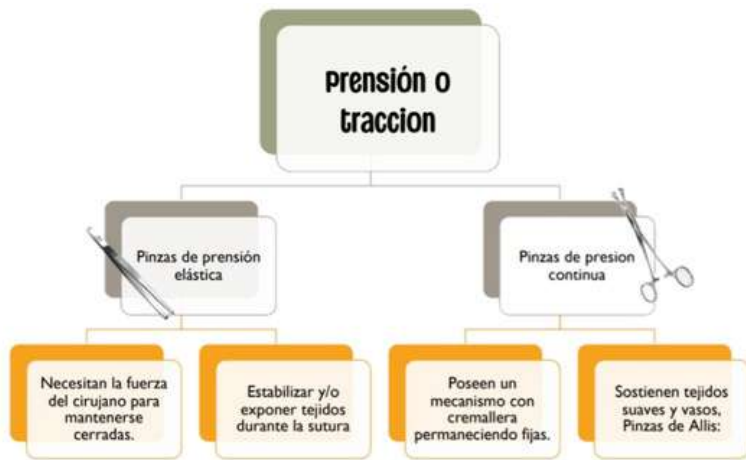 Prensión o
traccion
Pinzas de prensión
elástica
Pinzas de presion
continua
Necesitan la fuerza
del cirujano para
mantenerse
cerradas.
Estabilizar y/o
exponer tejidos
durante la sutura
Poseen un
mecanismo con
cremallera
permaneciendo fijas.
Sostienen tejidos
suaves y vasos,
Pinzas de Allis: